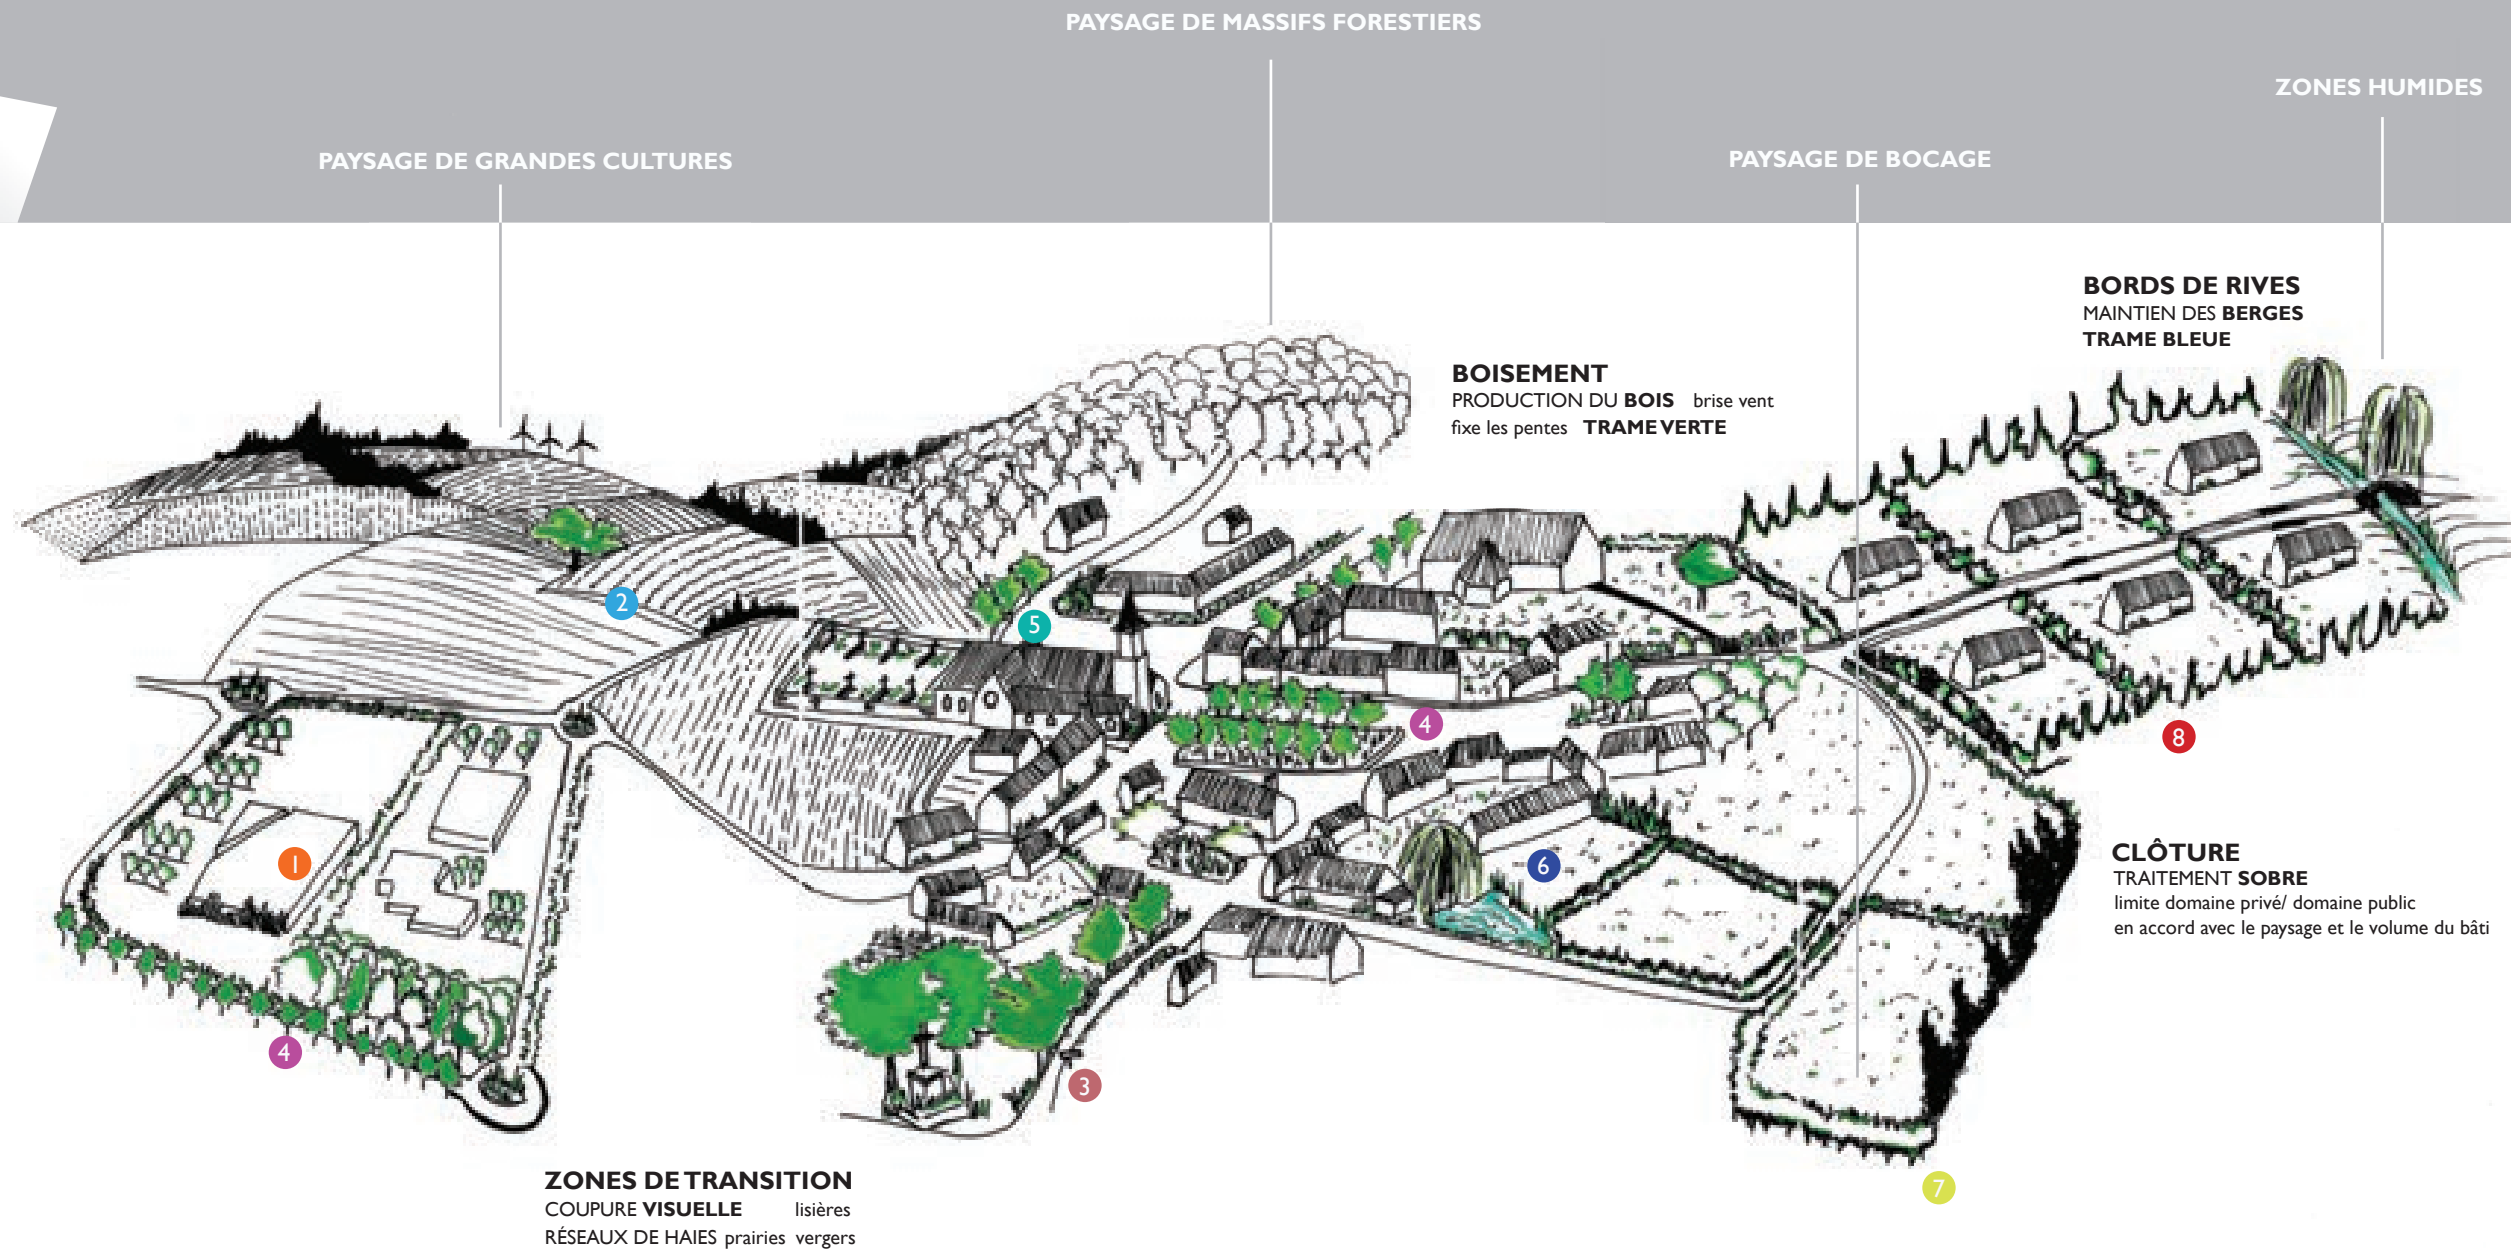 PAYSAGE DE MASSIFS FORESTIERS
ZONES HUMIDES
PAYSAGE DE GRANDES CULTURES
PAYSAGE DE BOCAGE
BORDS DE RIVES
MAINTIEN DES BERGES
TRAME BLEUE
BOISEMENT
PRODUCTION DU BOIS brise vent
fixe les pentes TRAME VERTE
2
5
4
8
1
6
CLÔTURE
TRAITEMENT SOBRE
limite domaine privé/ domaine public
en accord avec le paysage et le volume du bâti
4
3
7
ZONES DE TRANSITION
COUPURE VISUELLE lisières
RÉSEAUX DE HAIES prairies vergers